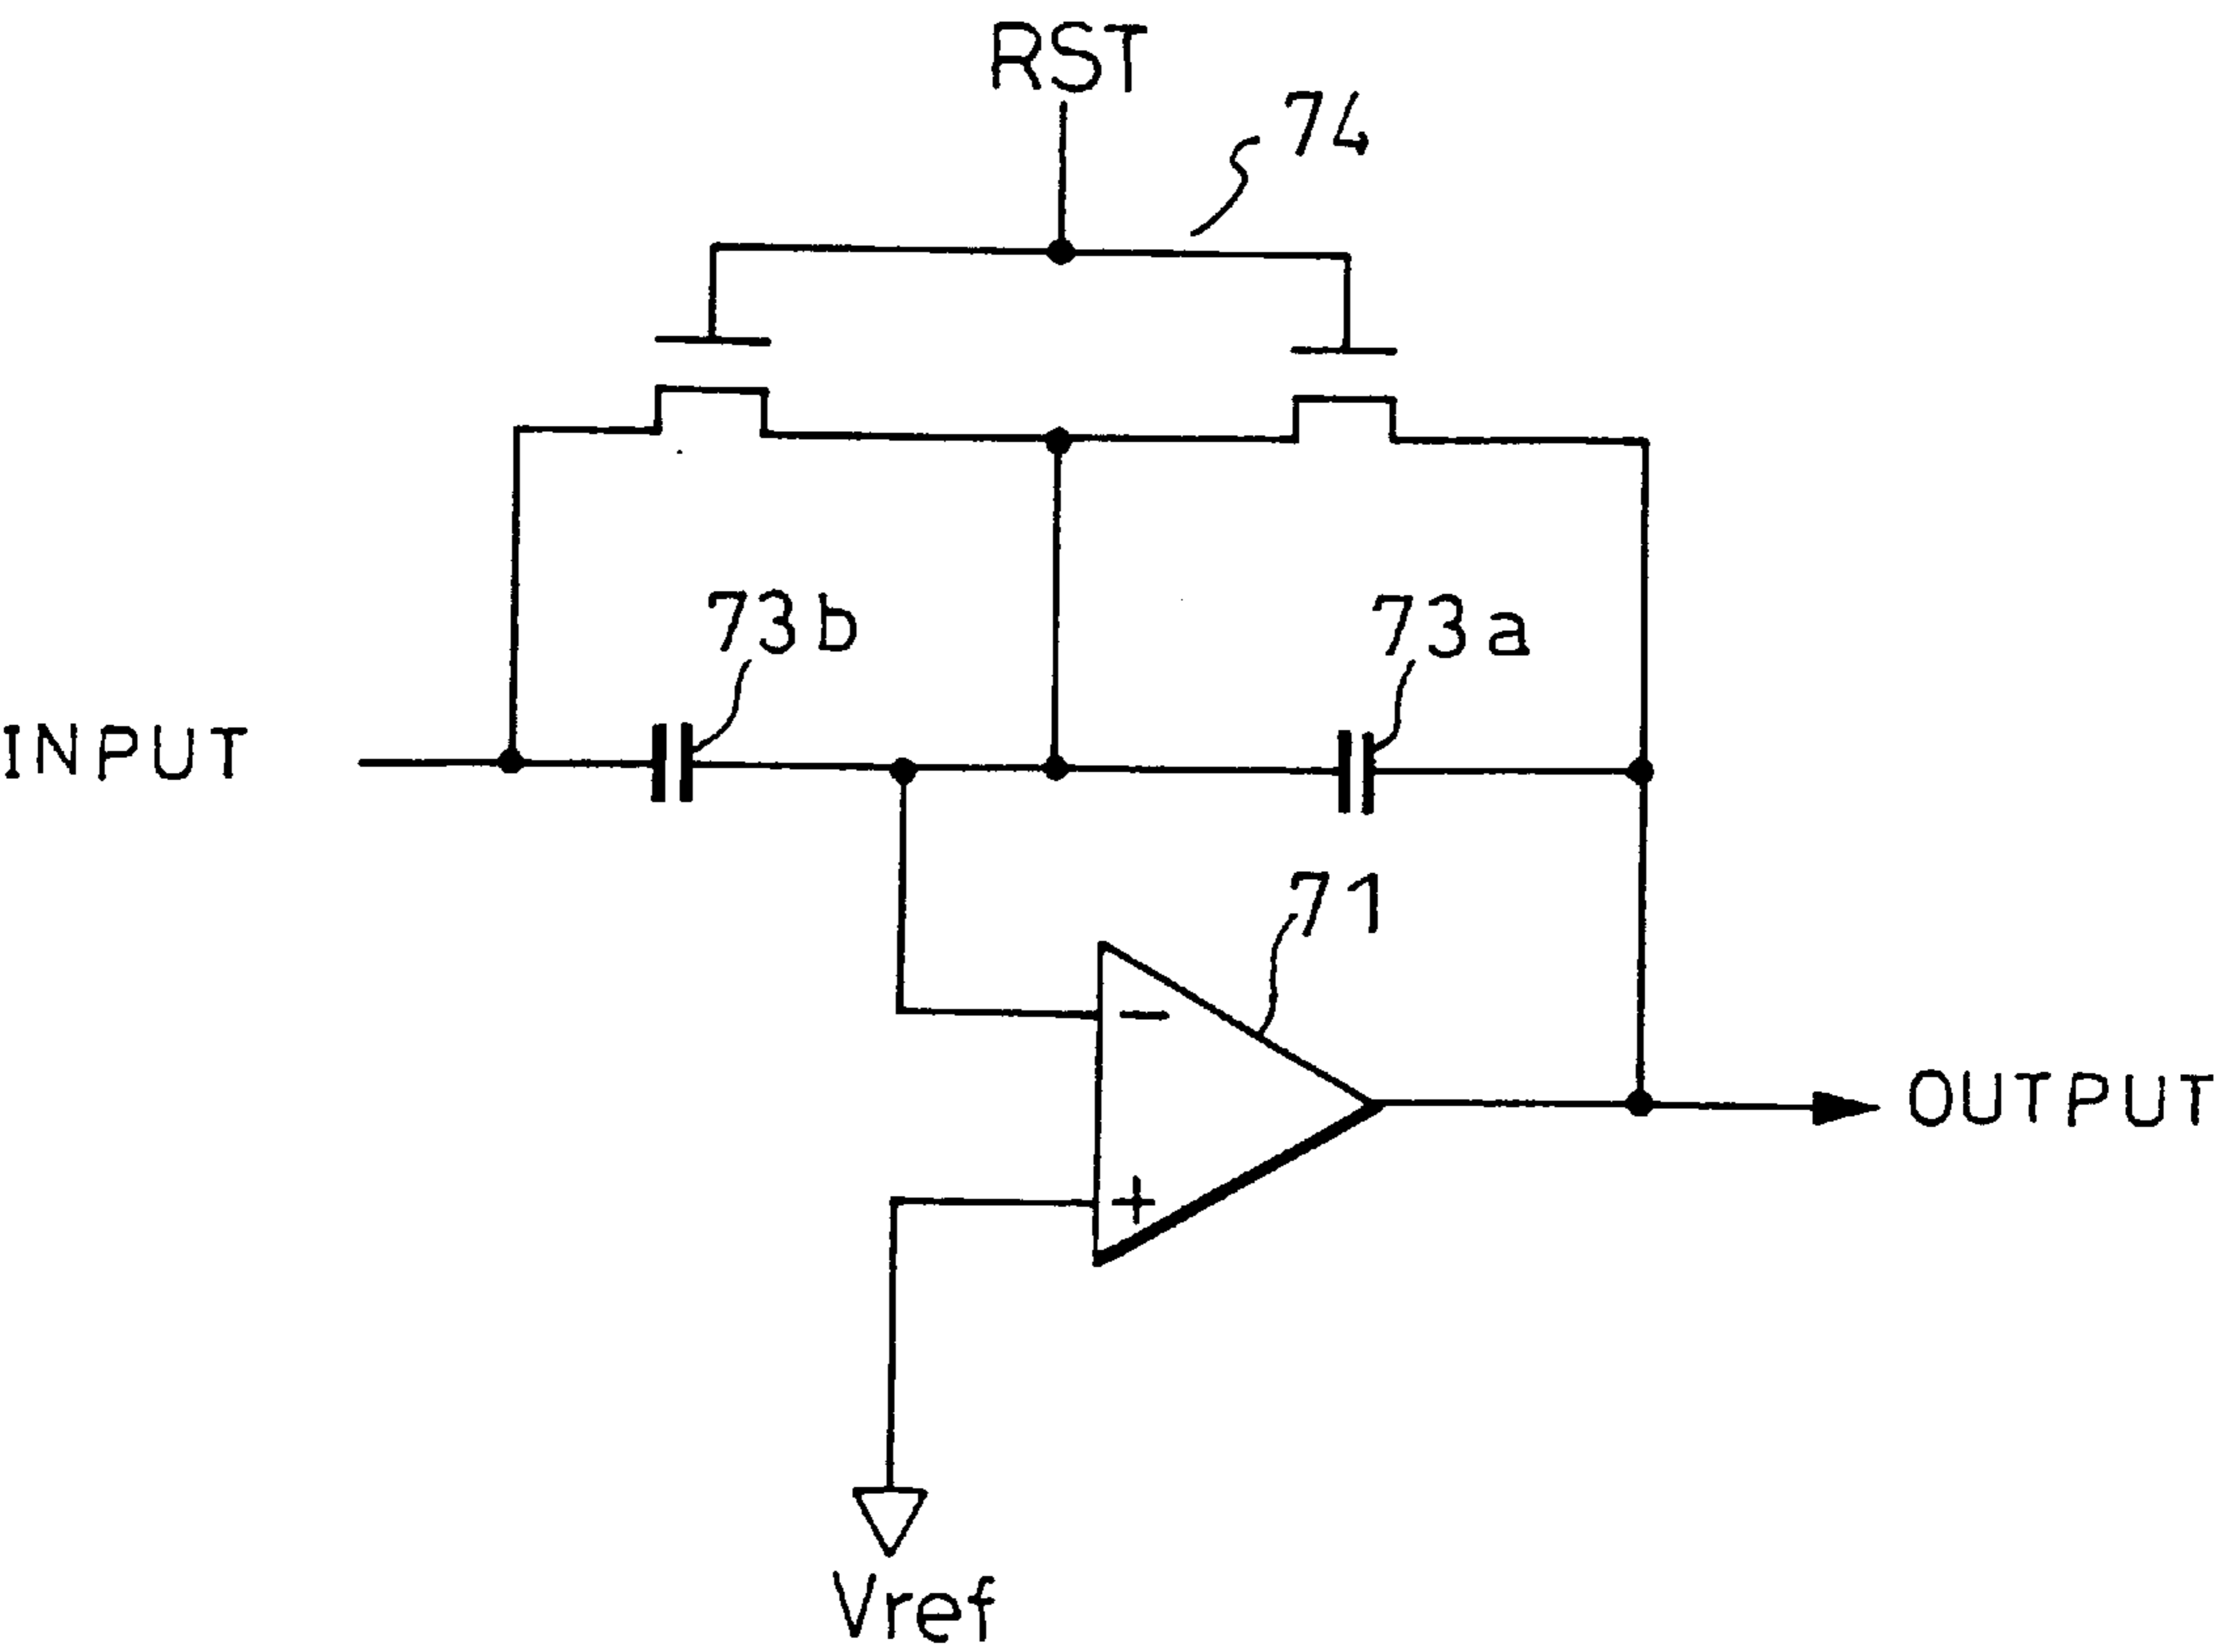 RST
74
73b
73a
INPUT
71
−
OUTPUT
+
Vref